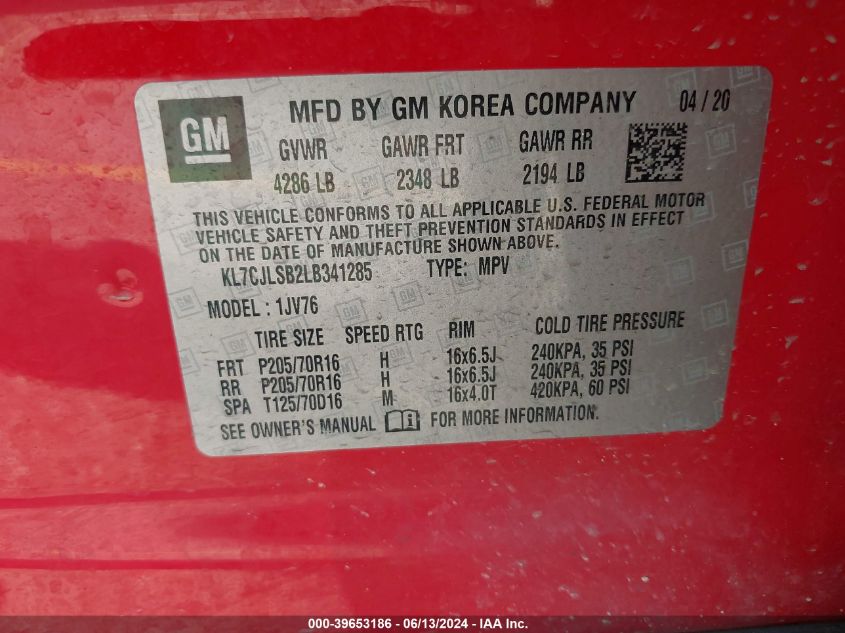 GM
MFD BY GM KOREA COMPANY 04 / 20
GVWR GAWR FRT GAWR RR
4286 LB 2348 LB 2194 LB
THIS VEHICLE CONFORMS TO ALL APPLICABLE U.S. FEDERAL MOTOR
VEHICLE SAFETY AND THEFT PREVENTION STANDARDS IN EFFECT
ON THE DATE OF MANUFACTURE SHOWN ABOVE.
KL7CJLSB2LB341285 TYPE: MPV
MODEL : 1JV76
TIRE SIZE SPEED RTG RIM COLD TIRE PRESSURE
FRT P205/70R16 H 16x6.5J 240KPA, 35 PSI
RR P205/70R16 H 16x6.5J 240KPA, 35 PSI
SPA T125/70D16 M 16x4.0T 420KPA, 60 PSI
SEE OWNER'S MANUAL FOR MORE INFORMATION.
000-39653186 - 06/13/2024 - IAA Inc.